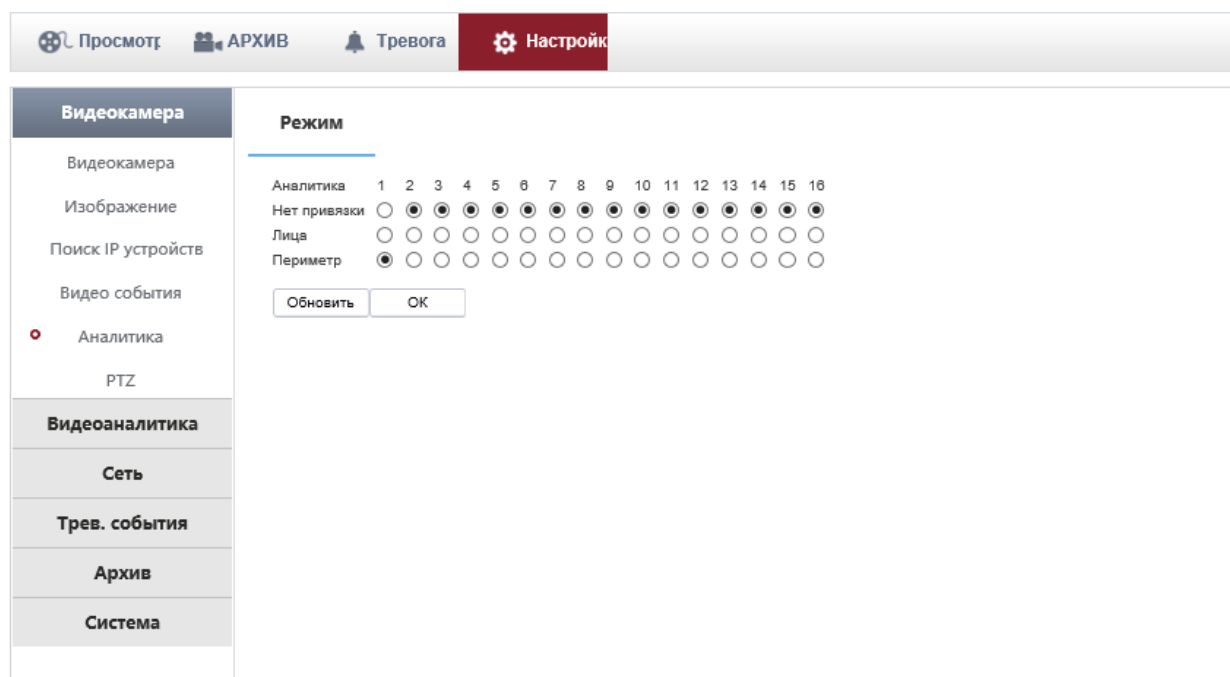 Просмотр АРХИВ Тревога Настройк
Видеокамера
Видеокамера
Изображение
Поиск IP устройств
Видео события
Аналитика
PTZ
Видеоаналитика
Сеть
Трев. события
Архив
Система
Режим
Аналитика 1 2 3 4 5 6 7 8 9 10 11 12 13 14 15 16
Нет привязки
Лица
Периметр
Обновить ОК